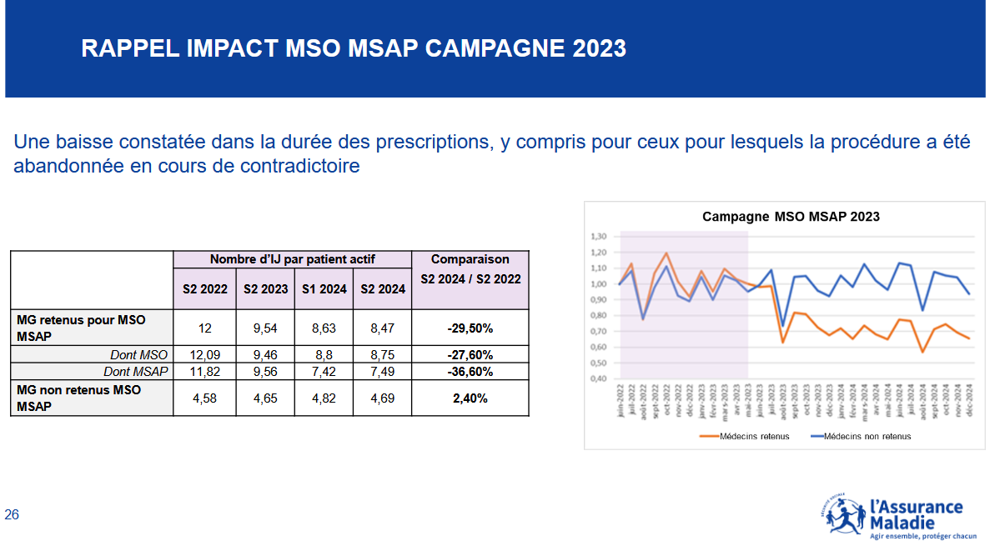 RAPPEL IMPACT MSO MSAP CAMPAGNE 2023
Une baisse constatée dans la durée des prescriptions, y compris pour ceux pour lesquels la procédure a été
abandonnée en cours de contradictoire
Nombre d’IJ par patient actif
Comparaison
S2 2024 / S2 2022
S2 2022
S2 2023
S1 2024
S2 2024
MG retenus pour MSO
MSAP
12
9,54
8,63
8,47
-29,50%
Dont MSO
12,09
9,46
8,8
8,75
-27,60%
Dont MSAP
11,82
9,56
7,42
7,49
-36,60%
MG non retenus MSO
MSAP
4,58
4,65
4,82
4,69
2,40%
Campagne MSO MSAP 2023
1,30
1,20
1,10
1,00
0,90
0,80
0,70
0,60
0,50
0,40
juin-2022
juil-2022
août-2022
sept-2022
oct-2022
nov-2022
déc-2022
janv-2023
févr-2023
mars-2023
avr-2023
mai-2023
juin-2023
juil-2023
août-2023
sept-2023
oct-2023
nov-2023
déc-2023
janv-2024
févr-2024
mars-2024
avr-2024
mai-2024
juin-2024
juil-2024
août-2024
sept-2024
oct-2024
nov-2024
déc-2024
Médecins retenus
Médecins non retenus
26
SÉCURITÉ SOCIALE
l’Assurance
Maladie
Agir ensemble, protéger chacun